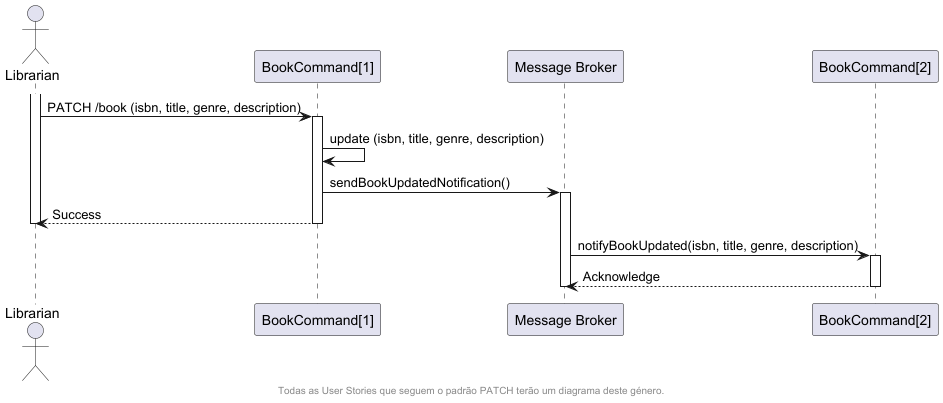 Librarian
BookCommand[1]
Message Broker
BookCommand[2]
PATCH /book (isbn, title, genre, description)
update (isbn, title, genre, description)
sendBookUpdatedNotification()
Success
notifyBookUpdated(isbn, title, genre, description)
Acknowledge
Librarian
BookCommand[1]
Message Broker
BookCommand[2]
Todas as User Stories que seguem o padrão PATCH terão um diagrama deste género.